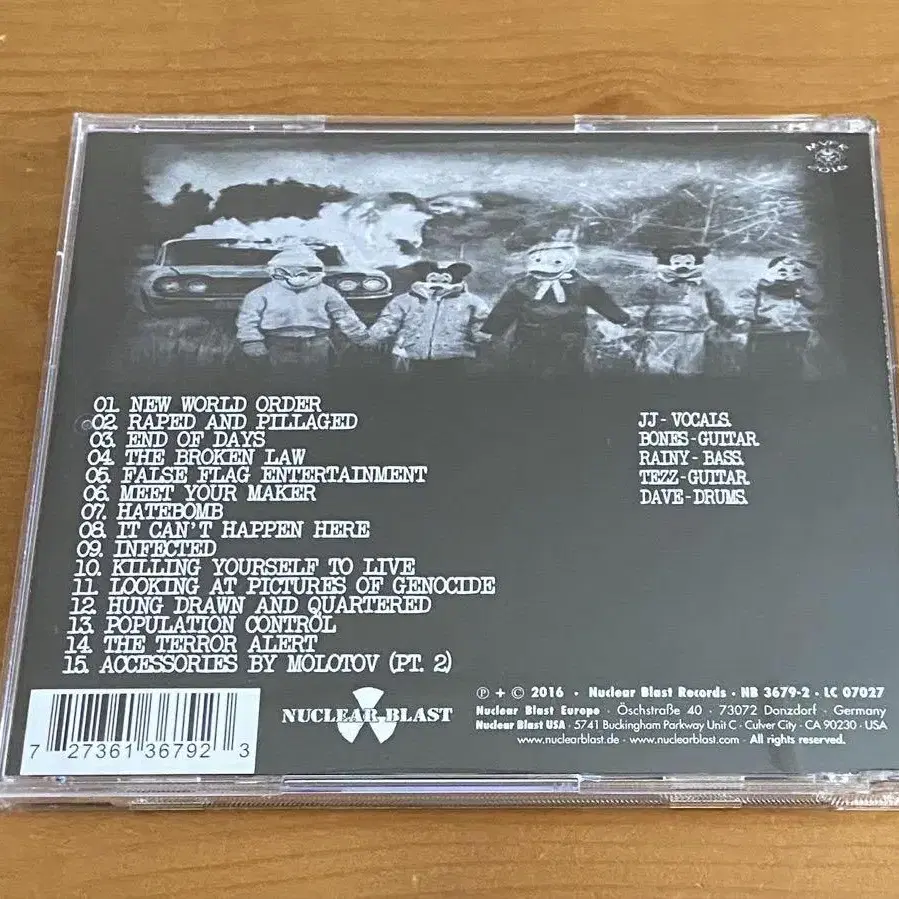 2016
01. NEW WORLD ORDER
02. RAPED AND PILLAGED
03. END OF DAYS
04. THE BROKEN LAW
05. FALSE FLAG ENTERTAINMENT
06. MEET YOUR MAKER
07. HATEBOMB
08. IT CAN'T HAPPEN HERE
09. INFECTED
10. KILLING YOURSELF TO LIVE
11. LOOKING AT PICTURES OF GENOCIDE
12. HUNG DRAWN AND QUARTERED
13. POPULATION CONTROL
14. THE TERROR ALERT
15. ACCESSORIES BY MOLOTOV (PT. 2)
JJ - VOCALS.
BONES - GUITAR.
RAINY - BASS.
TEZZ - GUITAR.
DAVE - DRUMS.
7 27361 36792 3
NUCLEAR BLAST
℗ + © 2016 · Nuclear Blast Records · NB 3679-2 · LC 07027
Nuclear Blast Europe · Öschstraße 40 · 73072 Donzdorf · Germany
Nuclear Blast USA · 5741 Buckingham Parkway Unit C · Culver City · CA 90230 · USA
www.nuclearblast.de · www.nuclearblast.com · All rights reserved.